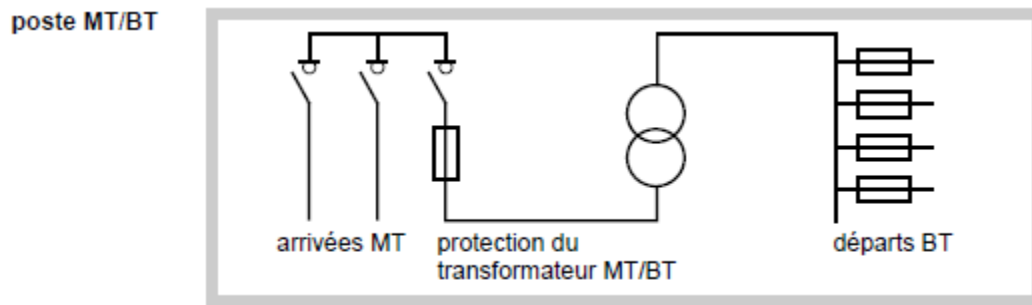 poste MT/BT
arrivées MT
protection du
transformateur MT/BT
départs BT